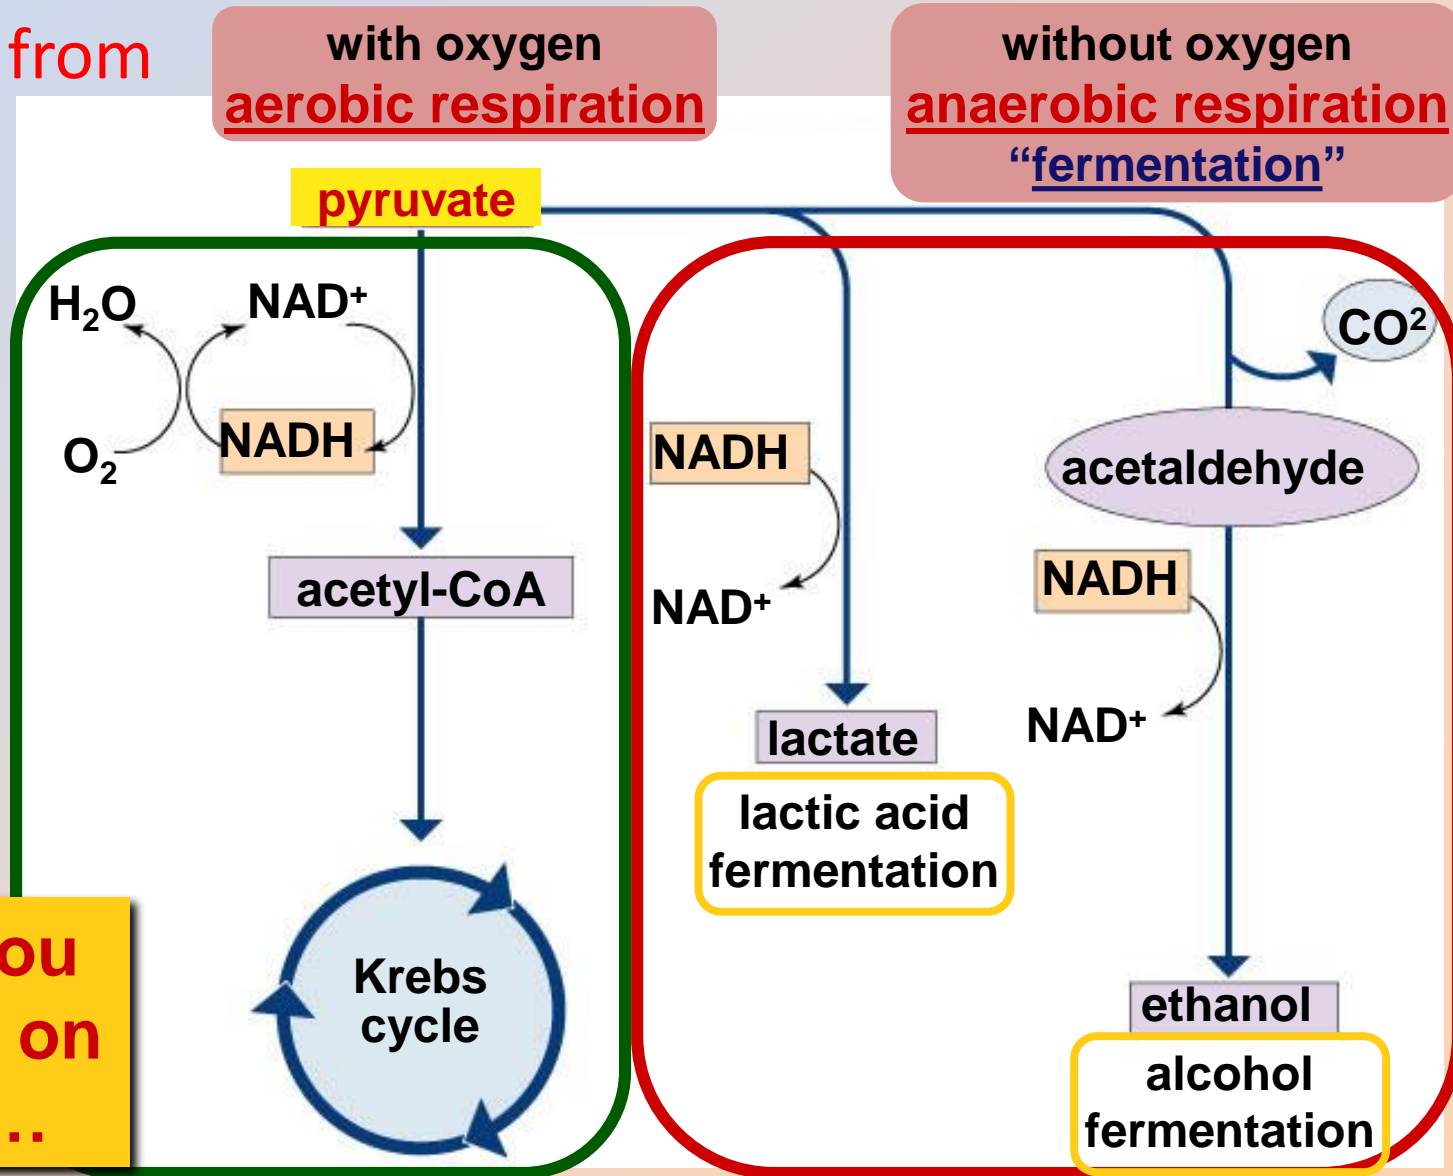 from
with oxygen
aerobic respiration
without oxygen
anaerobic respiration
“fermentation”
pyruvate
H₂O
NAD⁺
O₂
NADH
acetyl-CoA
Krebs
cycle
NADH
NAD⁺
lactate
lactic acid
fermentation
CO²
acetaldehyde
NADH
NAD⁺
ethanol
alcohol
fermentation
on
...